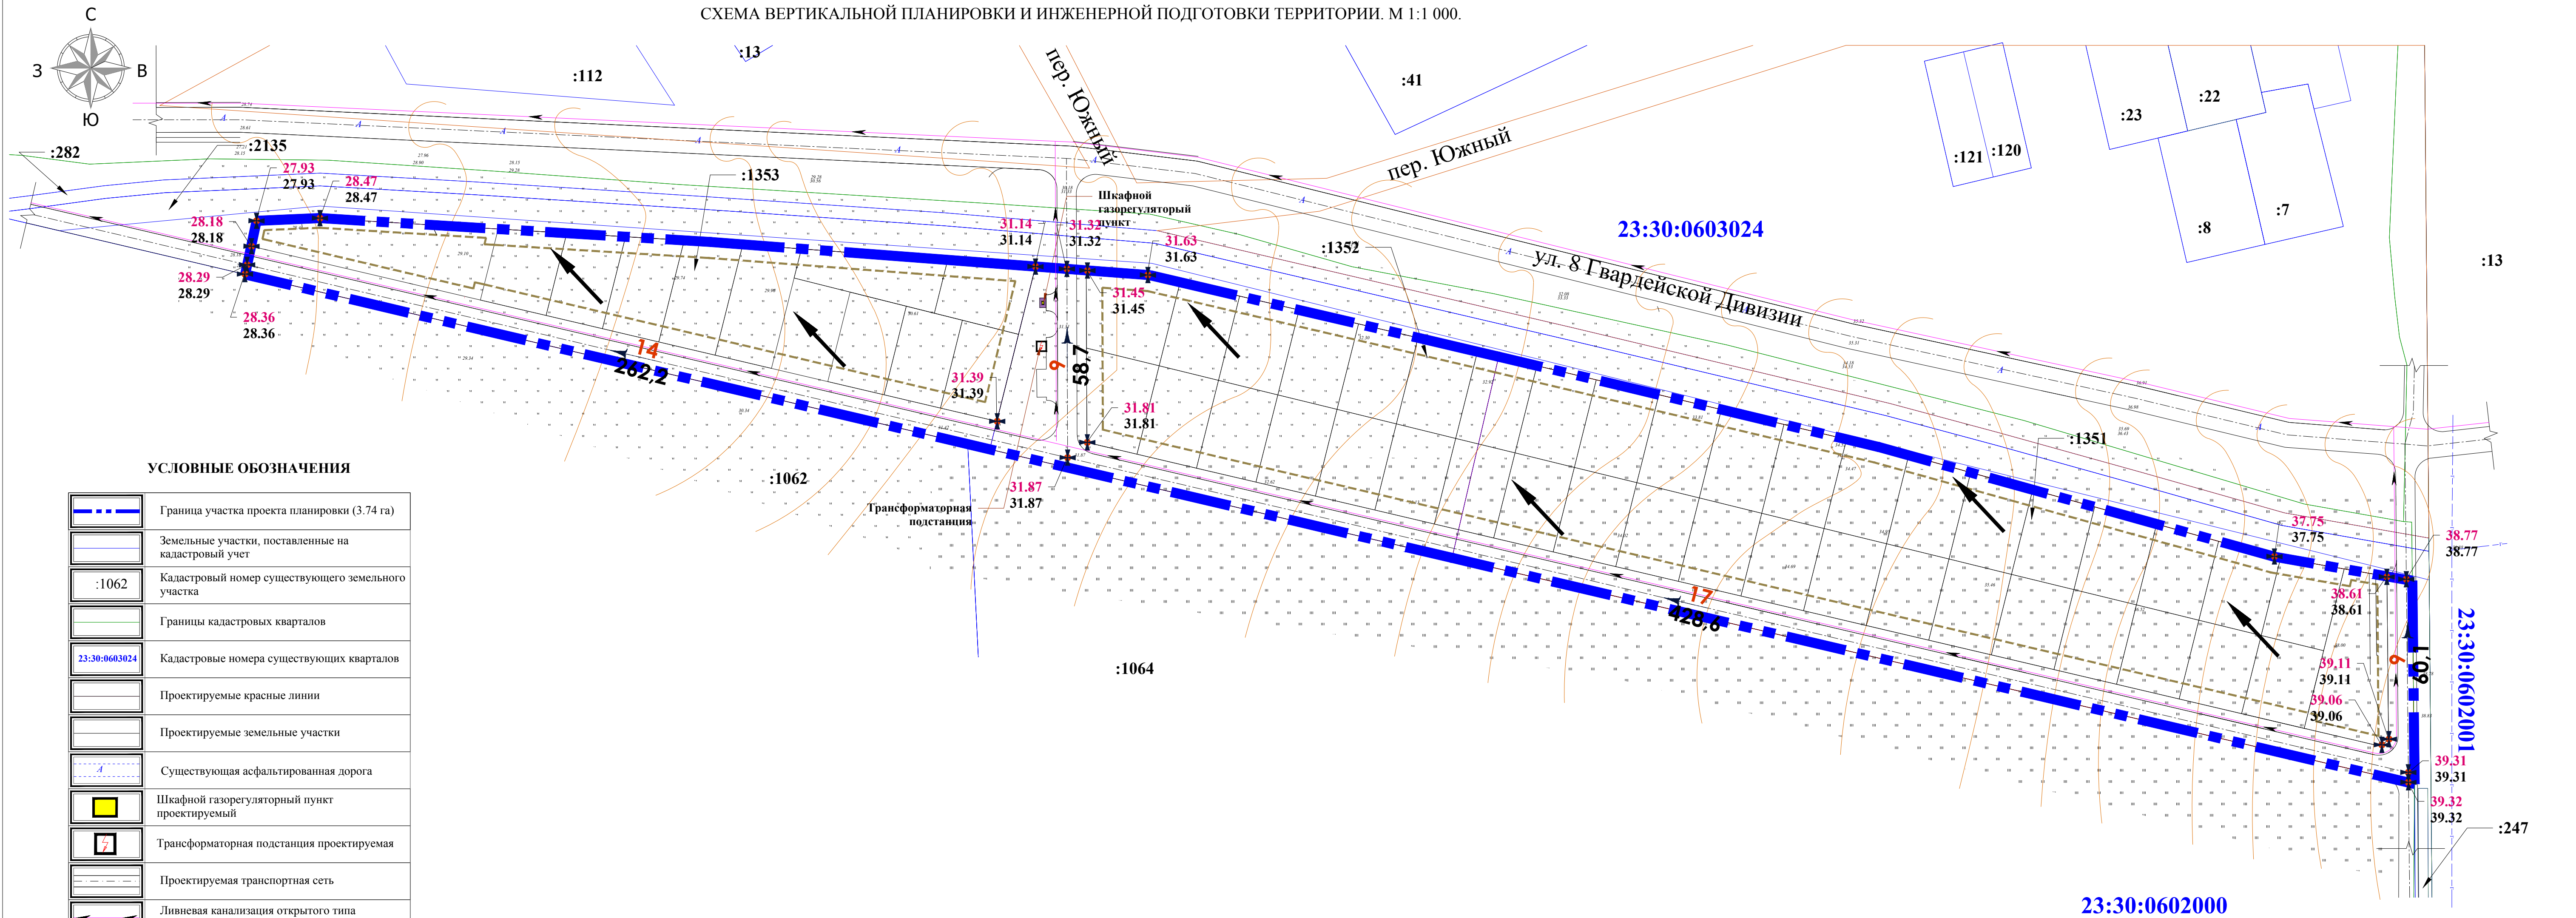 СХЕМА ВЕРТИКАЛЬНОЙ ПЛАНИРОВКИ И ИНЖЕНЕРНОЙ ПОДГОТОВКИ ТЕРРИТОРИИ. М 1:1 000.
С
З
В
Ю
:112
:13
:41
:22
:23
:121
:120
:8
:7
:13
:282
:2135
:1353
:1352
:1351
пер. Южный
пер. Южный
ул. 8 Гвардейской Дивизии
23:30:0603024
Шкафной
газорегуляторый
пункт
27.93
27.93
28.47
28.47
28.18
28.18
28.29
28.29
28.36
28.36
31.14
31.14
31.32
31.32
31.63
31.63
31.45
31.45
31.39
31.39
31.81
31.81
31.87
31.87
14
262,2
6
58,7
17
428,6
6
60,1
37.75
37.75
38.77
38.77
38.61
38.61
39.11
39.11
39.06
39.06
39.31
39.31
39.32
39.32
:1062
Трансформаторная
подстанция
:1064
:247
23:30:0602001
23:30:0602000
УСЛОВНЫЕ ОБОЗНАЧЕНИЯ
Граница участка проекта планировки (3.74 га)
Земельные участки, поставленные на
кадастровый учет
:1062
Кадастровый номер существующего земельного
участка
Границы кадастровых кварталов
23:30:0603024
Кадастровые номера существующих кварталов
Проектируемые красные линии
Проектируемые земельные участки
А
Существующая асфальтированная дорога
Шкафной газорегуляторный пункт
проектируемый
Трансформаторная подстанция проектируемая
Проектируемая транспортная сеть
Ливневая канализация открытого типа